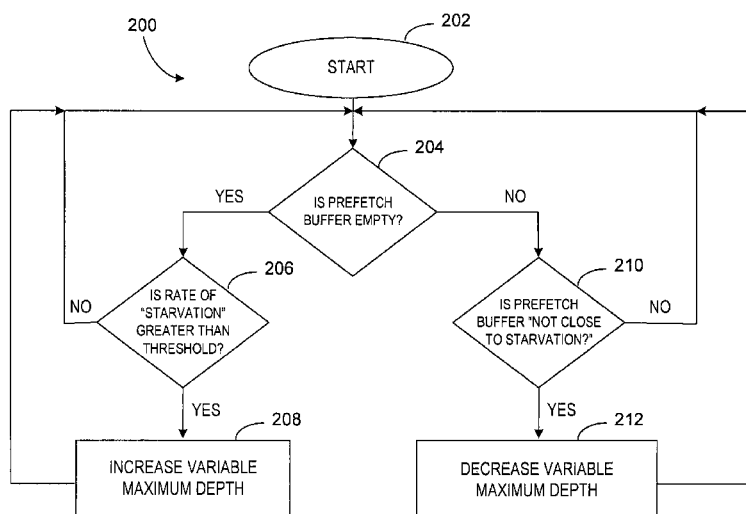 202
200
START
204
YES
IS PREFETCH
BUFFER EMPTY?
NO
206
210
NO
IS RATE OF
"STARVATION"
GREATER THAN
THRESHOLD?
IS PREFETCH
BUFFER "NOT CLOSE
TO STARVATION?"
NO
YES
208
YES
212
INCREASE VARIABLE
MAXIMUM DEPTH
DECREASE VARIABLE
MAXIMUM DEPTH